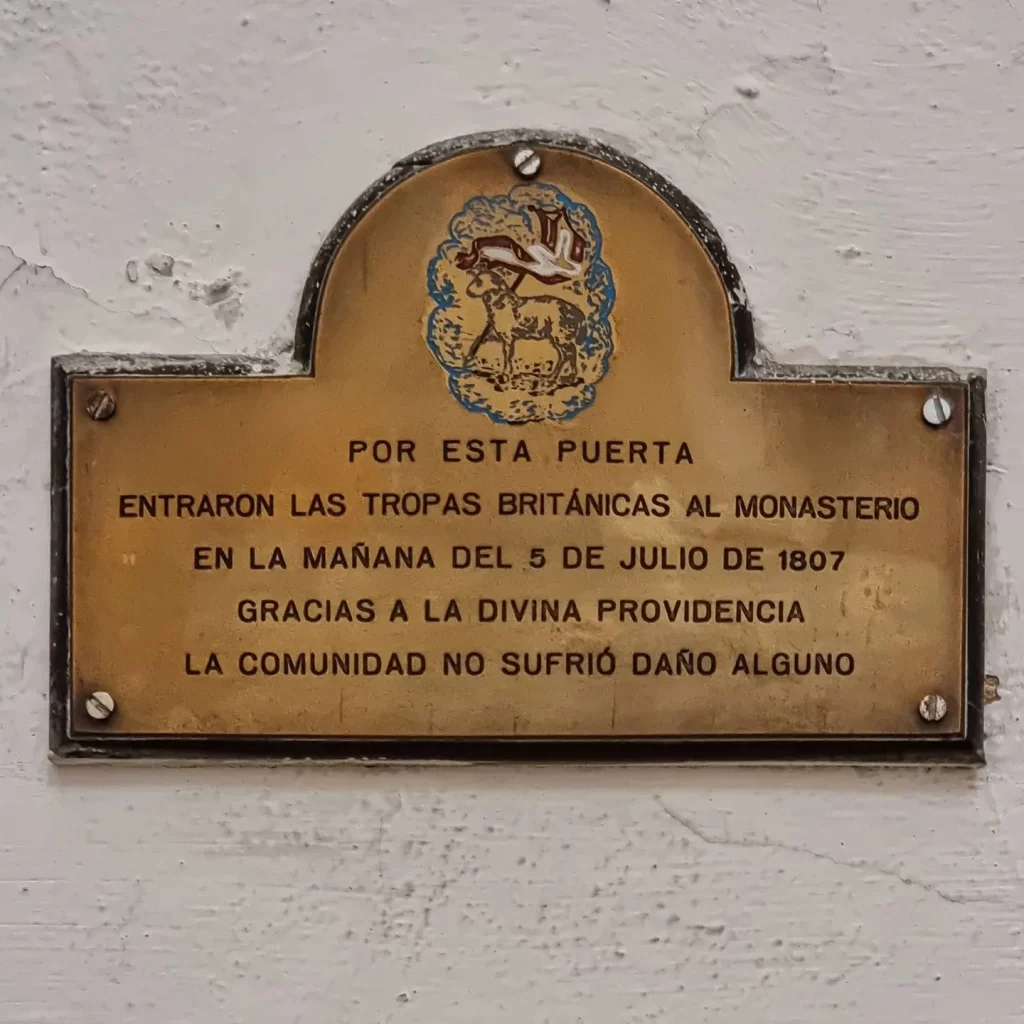 POR ESTA PUERTA
ENTRARON LAS TROPAS BRITÁNICAS AL MONASTERIO
EN LA MAÑANA DEL 5 DE JULIO DE 1807
GRACIAS A LA DIVINA PROVIDENCIA
LA COMUNIDAD NO SUFRIÓ DAÑO ALGUNO